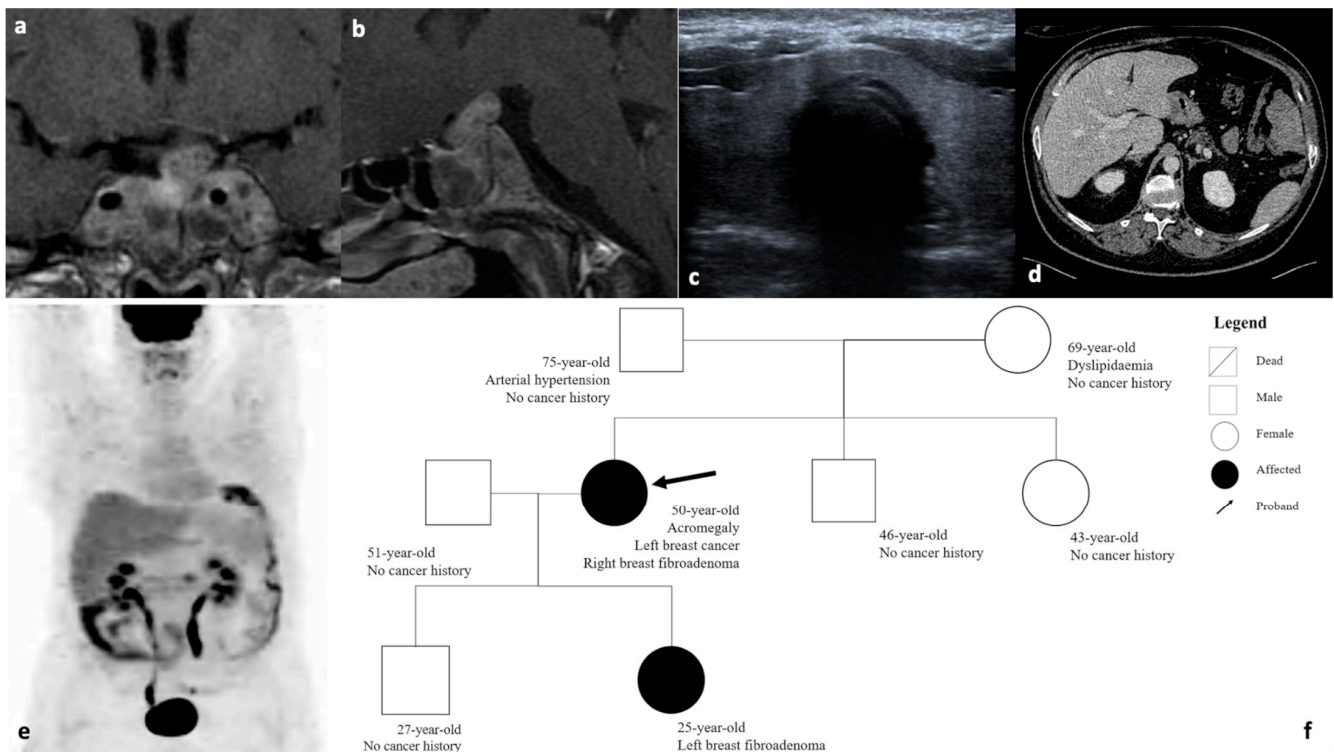 a
b
c
d
75-year-old
Arterial hypertension
No cancer history
69-year-old
Dyslipidaemia
No cancer history
Legend
Dead
Male
Female
Affected
Proband
51-year-old
No cancer history
50-year-old
Acromegaly
Left breast cancer
Right breast fibroadenoma
46-year-old
No cancer history
43-year-old
No cancer history
27-year-old
No cancer history
25-year-old
Left breast fibroadenoma
e
f